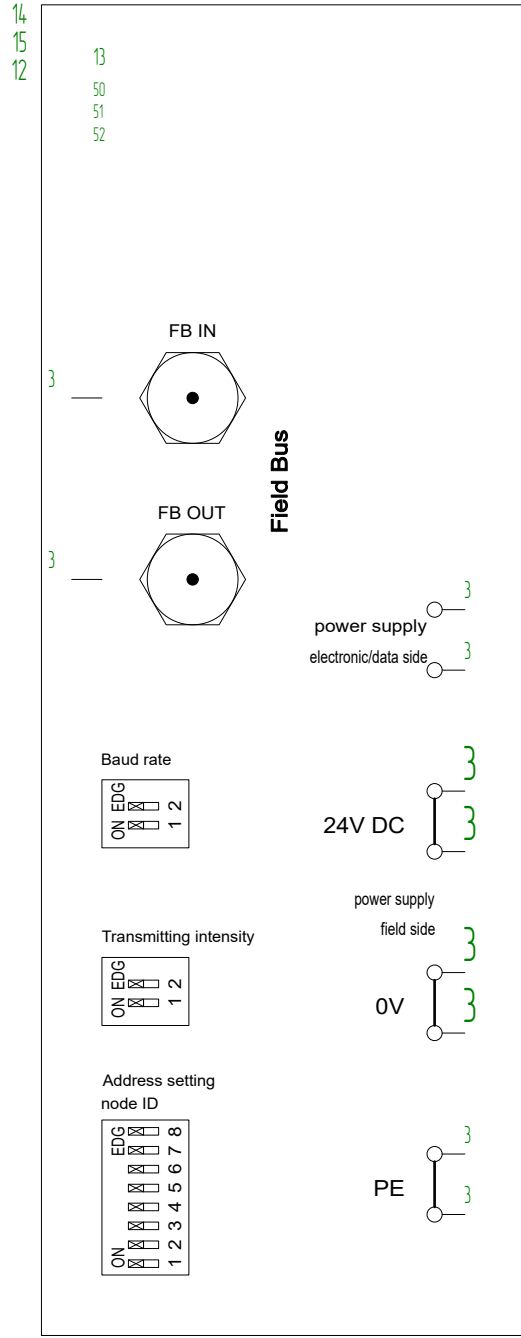 14
15
12
13
50
51
52
FB IN
3
Field Bus
FB OUT
3
3
power supply
3
electronic/data side
Baud rate
3
ON EDG
1 2
24V DC
3
power supply
field side
3
Transmitting intensity
ON EDG
1 2
0V
3
Address setting
node ID
ON EDG
1 2 3 4 5 6 7 8
3
PE
3